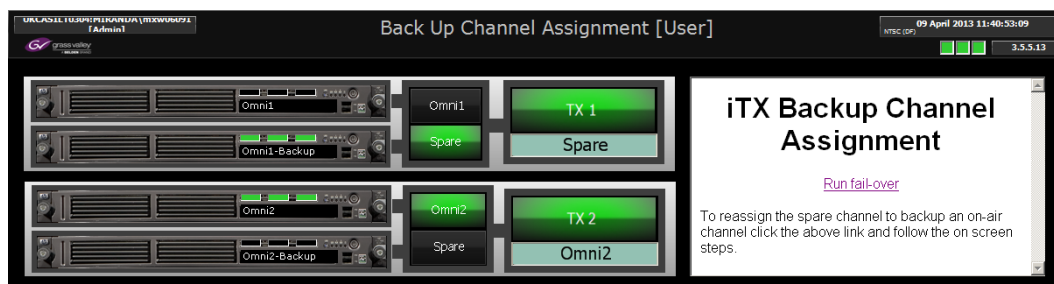 UKCASILT0304:MIRANDA\(mxw06091
[Admin]
grass valley
Back Up Channel Assignment [User]
09 April 2013 11:40:53:09
NTSC (DF)
3.5.5.13
Omni1
Omni1-Backup
Omni1
Spare
TX 1
Spare
Omni2
Omni2-Backup
Omni2
Spare
TX 2
Omni2
iTX Backup Channel
Assignment
Run fail-over
To reassign the spare channel to backup an on-air
channel click the above link and follow the on screen
steps.